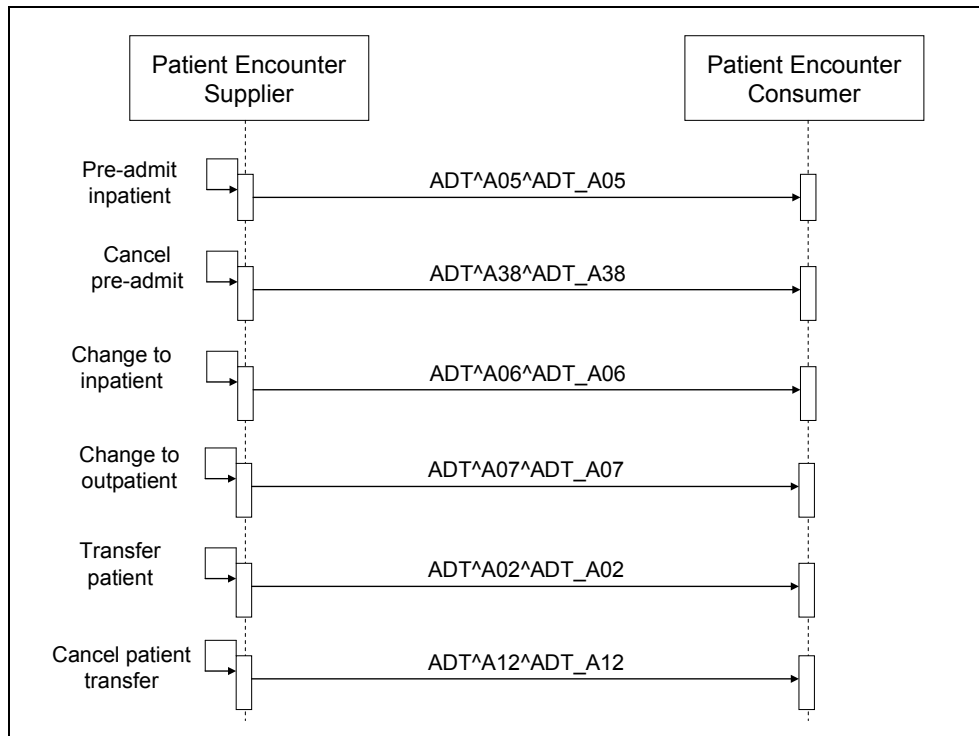 Patient Encounter
Supplier
Patient Encounter
Consumer
Pre-admit
inpatient
ADT^A05^ADT_A05
Cancel
pre-admit
ADT^A38^ADT_A38
Change to
inpatient
ADT^A06^ADT_A06
Change to
outpatient
ADT^A07^ADT_A07
Transfer
patient
ADT^A02^ADT_A02
Cancel patient
transfer
ADT^A12^ADT_A12